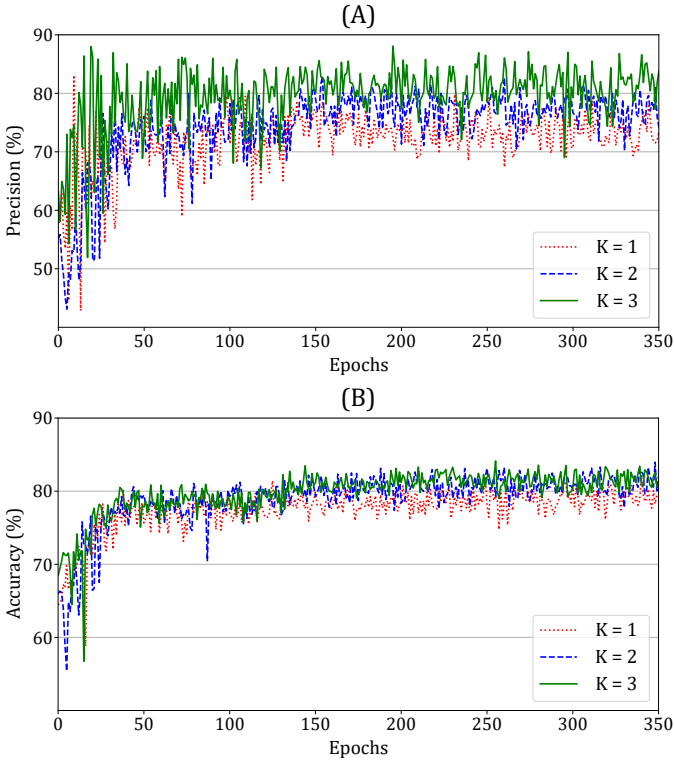 (A)
90
80
70
60
50
Precision (%)
K = 1
K = 2
K = 3
0 50 100 150 200 250 300 350
Epochs
(B)
90
80
70
60
Accuracy (%)
K = 1
K = 2
K = 3
0 50 100 150 200 250 300 350
Epochs